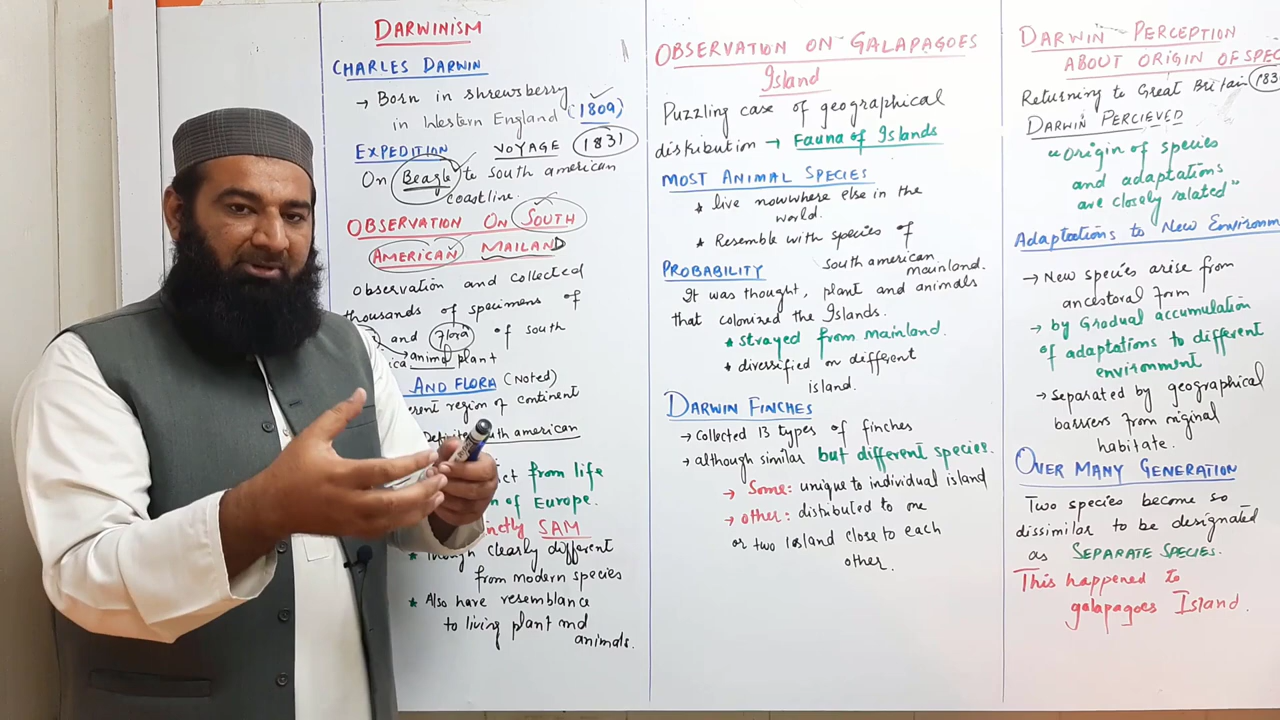 DARWINISM
CHARLES DARWIN
→ Born in shrewsberry
in Western England (1809)
EXPEDITION VOYAGE (1831)
On Beagle to south american
coastline.
OBSERVATION ON SOUTH
AMERICAN MAILAND
observation and collected
thousands of specimens of
and Flora of south
→ animal plant
AND FLORA (Noted)
region of continent
south american
from life
of Europe.
SAM
clearly different
from modern species
★ Also have resemblance
to living plant and
animals.
OBSERVATION ON GALAPAGOES
Island
Puzzling case of geographical
distribution → Fauna of Islands
MOST ANIMAL SPECIES
★ live nowwhere else in the
world.
★ Resemble with species of
south american
mainland.
PROBABILITY
It was thought, plant and animals
that colonized the Islands.
★ strayed from mainland.
★ diversified on different
island.
DARWIN FINCHES
→ collected 13 types of finches
→ although similar but different species.
→ Some: unique to individual island
→ other: distributed to one
or two island close to each
other.
DARWIN PERCEPTION
ABOUT ORIGIN OF SPEC
Returning to Great Britain (183
DARWIN PERCIEVED
"Origin of species
and adaptations
are closely ralated"
Adaptations to New Environm
→ New species arise from
ancestoral form
→ by Gradual accumulation
of adaptations to different
environment
→ Separated by geographical
barriers from original
habitate.
OVER MANY GENERATION
Two species become so
dissimilar to be designated
as SEPARATE SPECIES.
This happened to
galapagoes Island.